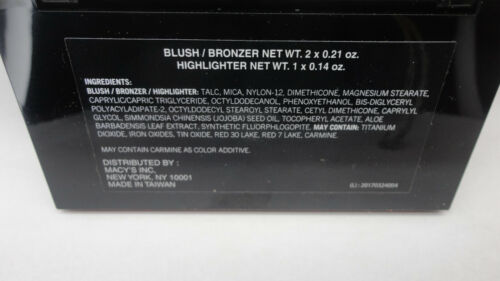 BLUSH / BRONZER NET WT. 2 x 0.21 oz.
HIGHLIGHTER NET WT. 1 x 0.14 oz.
INGREDIENTS:
BLUSH / BRONZER / HIGHLIGHTER: TALC, MICA, NYLON-12, DIMETHICONE, MAGNESIUM STEARATE,
CAPRYLIC/CAPRIC TRIGLYCERIDE, OCTYLDODECANOL, PHENOXYETHANOL, BIS-DIGLYCERYL
POLYACYLADIPATE-2, OCTYLDODECYL STEAROYL STEARATE, CETYL DIMETHICONE, CAPRYLYL
GLYCOL, SIMMONDSIA CHINENSIS (JOJOBA) SEED OIL, TOCOPHERYL ACETATE, ALOE
BARBADENSIS LEAF EXTRACT, SYNTHETIC FLUORPHLOGOPITE. MAY CONTAIN: TITANIUM
DIOXIDE, IRON OXIDES, TIN OXIDE, RED 30 LAKE, RED 7 LAKE, CARMINE.
MAY CONTAIN CARMINE AS COLOR ADDITIVE.
DISTRIBUTED BY :
MACY'S INC.
NEW YORK, NY 10001
MADE IN TAIWAN
(L) : 20170324004